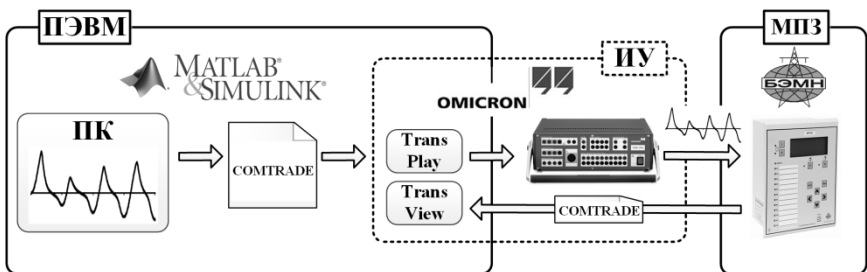 ПЭВМ
MATLAB
&SIMULINK®
ПК
COMTRADE
ИУ
OMICRON
Trans
Play
Trans
View
COMTRADE
МПЗ
БЭМН